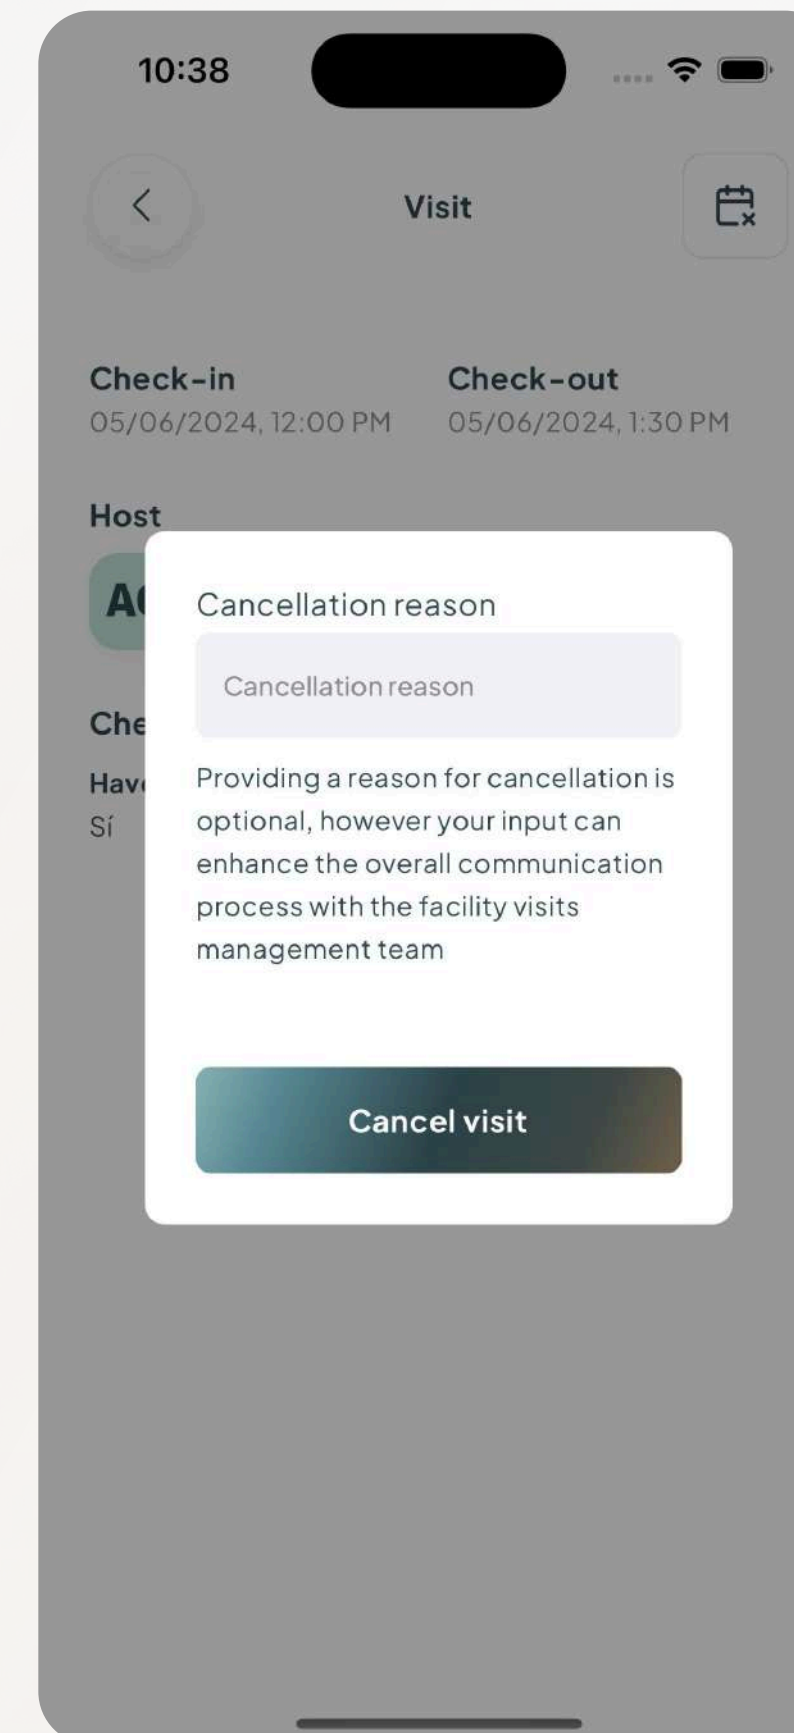 10:38
Visit
Check-in
Check-out
05/06/2024, 12:00 PM
05/06/2024, 1:30 PM
Host
Cancellation reason
Cancellation reason
Providing a reason for cancellation is
optional, however your input can
enhance the overall communication
process with the facility visits
management team
Sí
Cancel visit